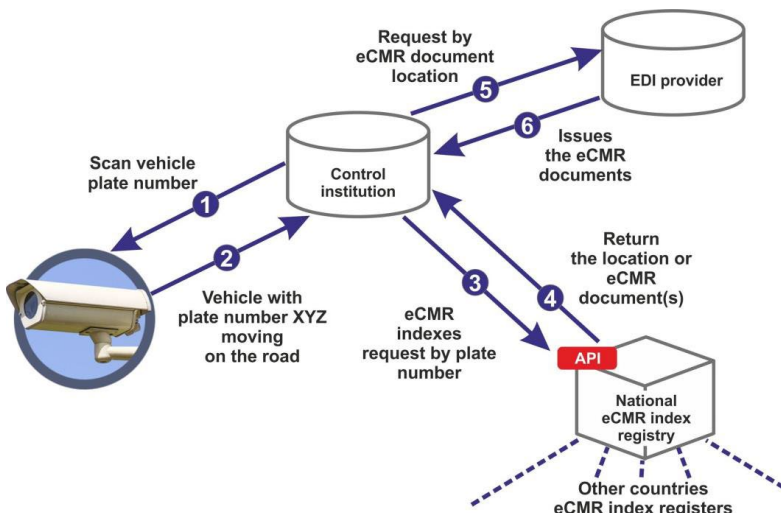 Request by
eCMR document
location
5
EDI provider
6
Issues
the eCMR
documents
Scan vehicle
plate number
1
Control
institution
2
Vehicle with
plate number XYZ
moving
on the road
3
eCMR
indexes
request by plate
number
4
Return
the location or
eCMR
document(s)
API
National
eCMR index
registry
Other countries
eCMR index registers